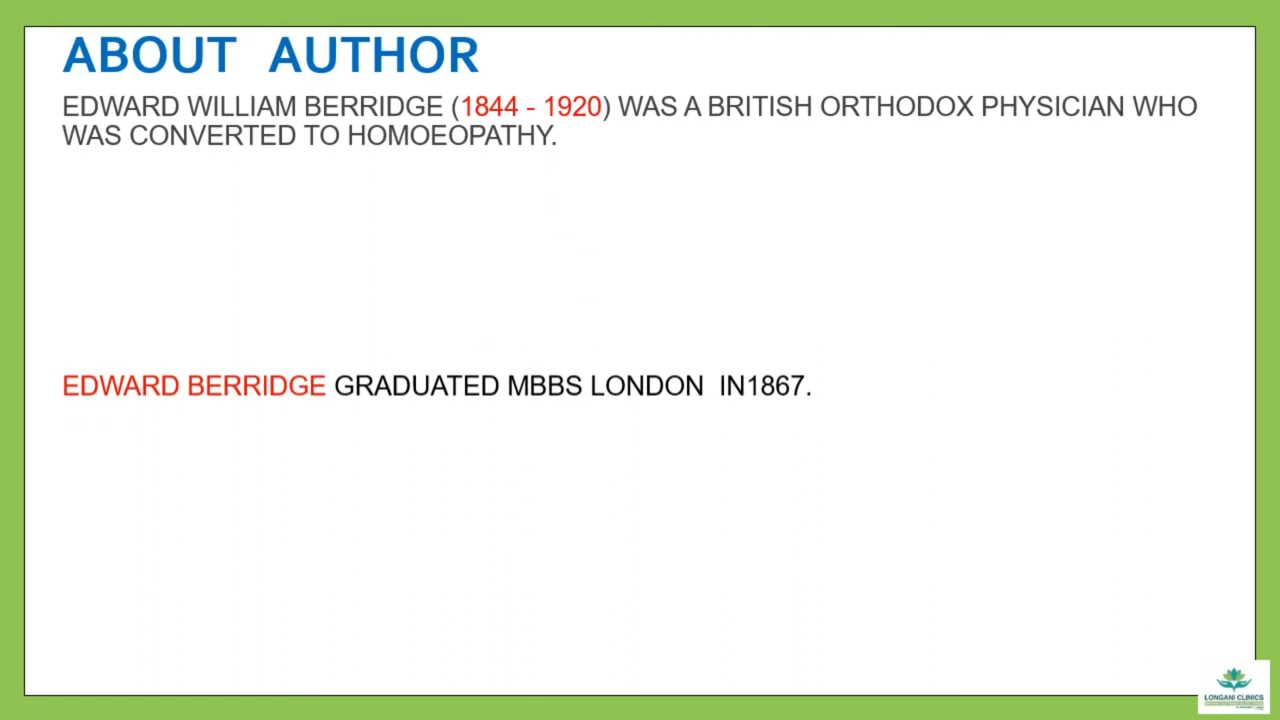 ABOUT AUTHOR
EDWARD WILLIAM BERRIDGE (1844 - 1920) WAS A BRITISH ORTHODOX PHYSICIAN WHO
WAS CONVERTED TO HOMOEOPATHY.
EDWARD BERRIDGE GRADUATED MBBS LONDON IN1867.
LONGANI CLINICS